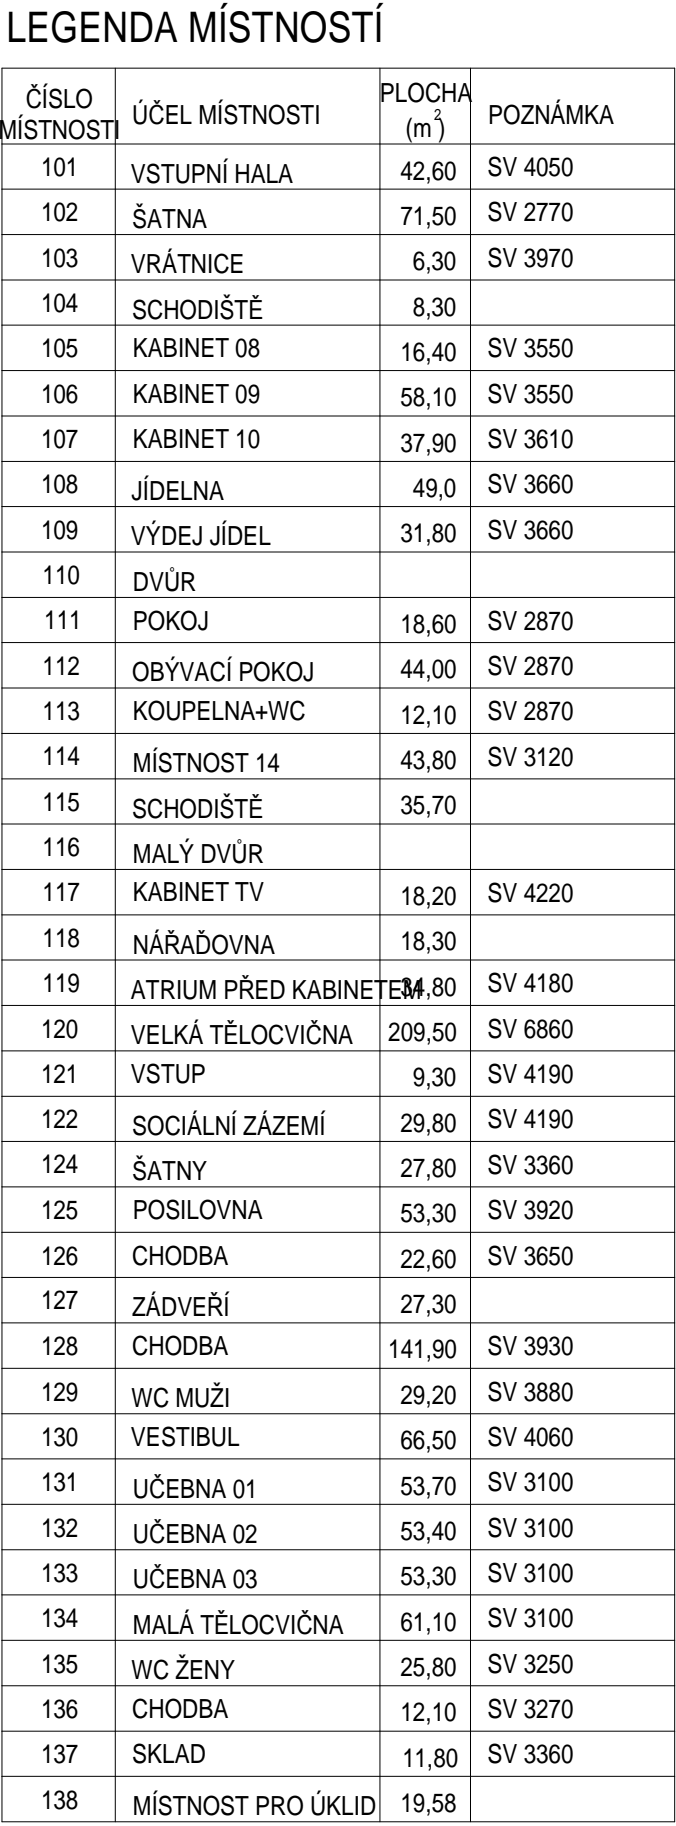 LEGENDA MÍSTNOSTÍ
ČÍSLO MÍSTNOSTI ÚČEL MÍSTNOSTI PLOCHA (m²) POZNÁMKA
101 VSTUPNÍ HALA 42,60 SV 4050
102 ŠATNA 71,50 SV 2770
103 VRÁTNICE 6,30 SV 3970
104 SCHODIŠTĚ 8,30
105 KABINET 08 16,40 SV 3550
106 KABINET 09 58,10 SV 3550
107 KABINET 10 37,90 SV 3610
108 JÍDELNA 49,0 SV 3660
109 VÝDEJ JÍDEL 31,80 SV 3660
110 DVŮR
111 POKOJ 18,60 SV 2870
112 OBÝVACÍ POKOJ 44,00 SV 2870
113 KOUPELNA+WC 12,10 SV 2870
114 MÍSTNOST 14 43,80 SV 3120
115 SCHODIŠTĚ 35,70
116 MALÝ DVŮR
117 KABINET TV 18,20 SV 4220
118 NÁŘAĎOVNA 18,30
119 ATRIUM PŘED KABINETEM 34,80 SV 4180
120 VELKÁ TĚLOCVIČNA 209,50 SV 6860
121 VSTUP 9,30 SV 4190
122 SOCIÁLNÍ ZÁZEMÍ 29,80 SV 4190
124 ŠATNY 27,80 SV 3360
125 POSILOVNA 53,30 SV 3920
126 CHODBA 22,60 SV 3650
127 ZÁDVEŘÍ 27,30
128 CHODBA 141,90 SV 3930
129 WC MUŽI 29,20 SV 3880
130 VESTIBUL 66,50 SV 4060
131 UČEBNA 01 53,70 SV 3100
132 UČEBNA 02 53,40 SV 3100
133 UČEBNA 03 53,30 SV 3100
134 MALÁ TĚLOCVIČNA 61,10 SV 3100
135 WC ŽENY 25,80 SV 3250
136 CHODBA 12,10 SV 3270
137 SKLAD 11,80 SV 3360
138 MÍSTNOST PRO ÚKLID 19,58